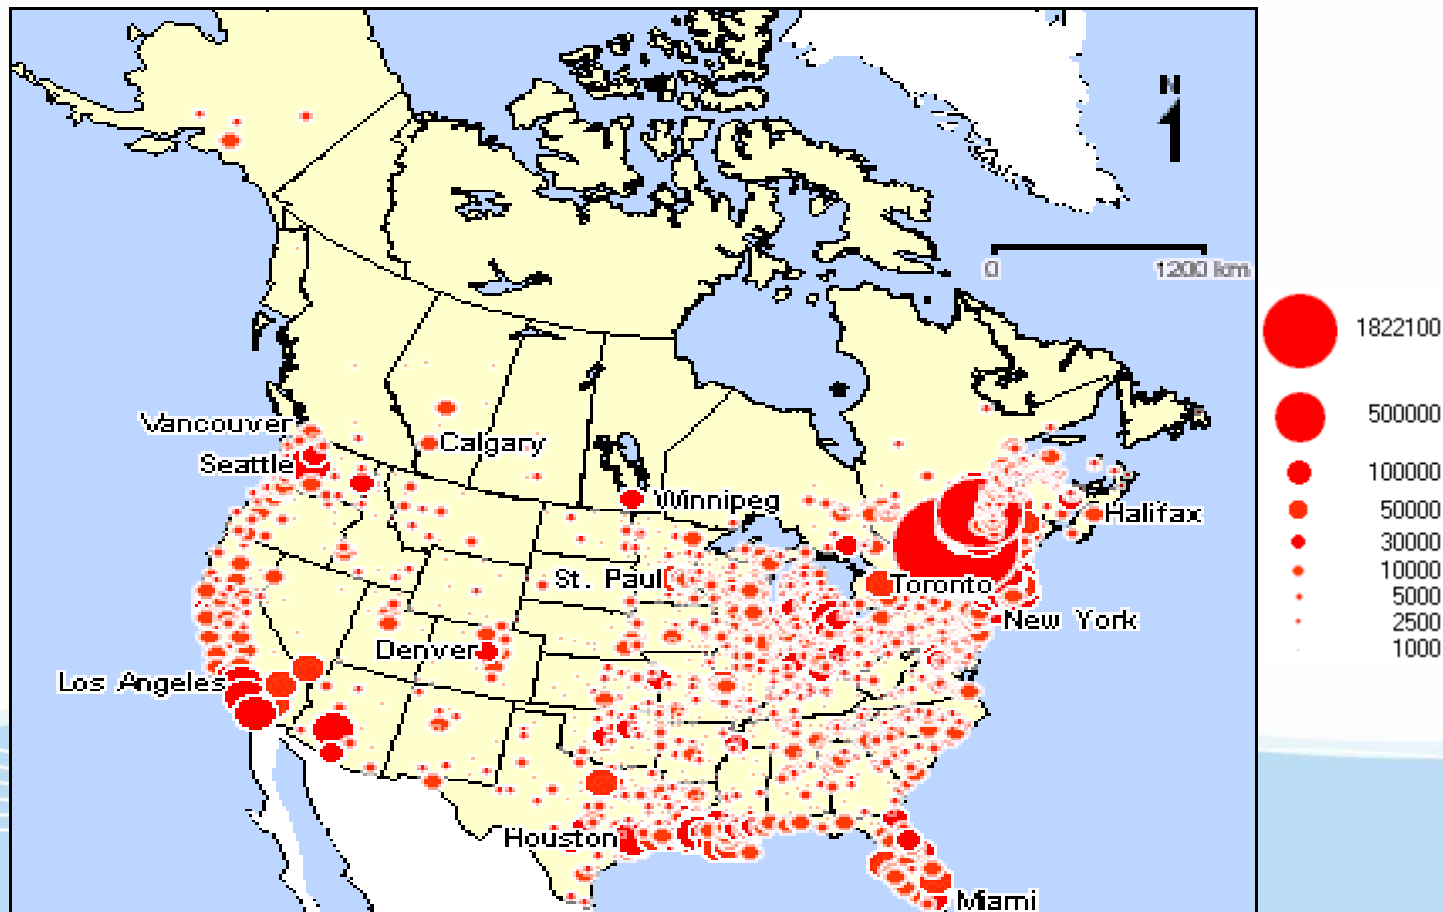 N
0 1200 km
1822100
500000
100000
50000
30000
10000
5000
2500
1000
Vancouver
Calgary
Seattle
Winnipeg
Halifax
St. Paul
Toronto
New York
Denver
Los Angeles
Houston
Miami